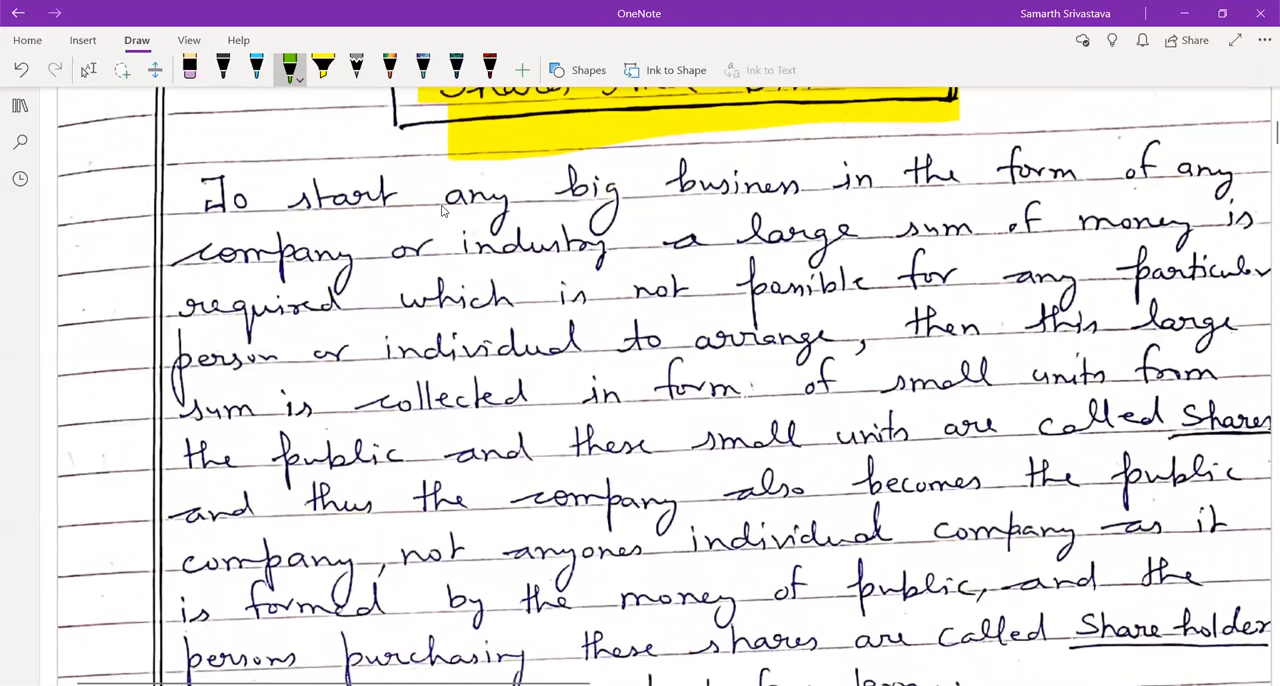 OneNote
Samarth Srivastava
Home Insert Draw View Help
Share
Shapes Ink to Shape Ink to Text
To start any big business in the form of any
company or industry a large sum of money is
required which is not possible for any particular
person or individual to arrange, then this large
sum is collected in form of small units form
the public and these small units are called Shares
and thus the company also becomes the public
company, not anyones individual company as it
is formed by the money of public, and the
persons purchasing these shares are called Share holder